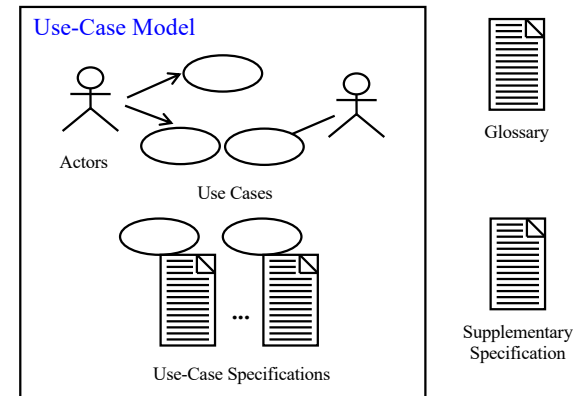 Use-Case Model
Actors
Use Cases
...
Use-Case Specifications
Glossary
Supplementary
Specification